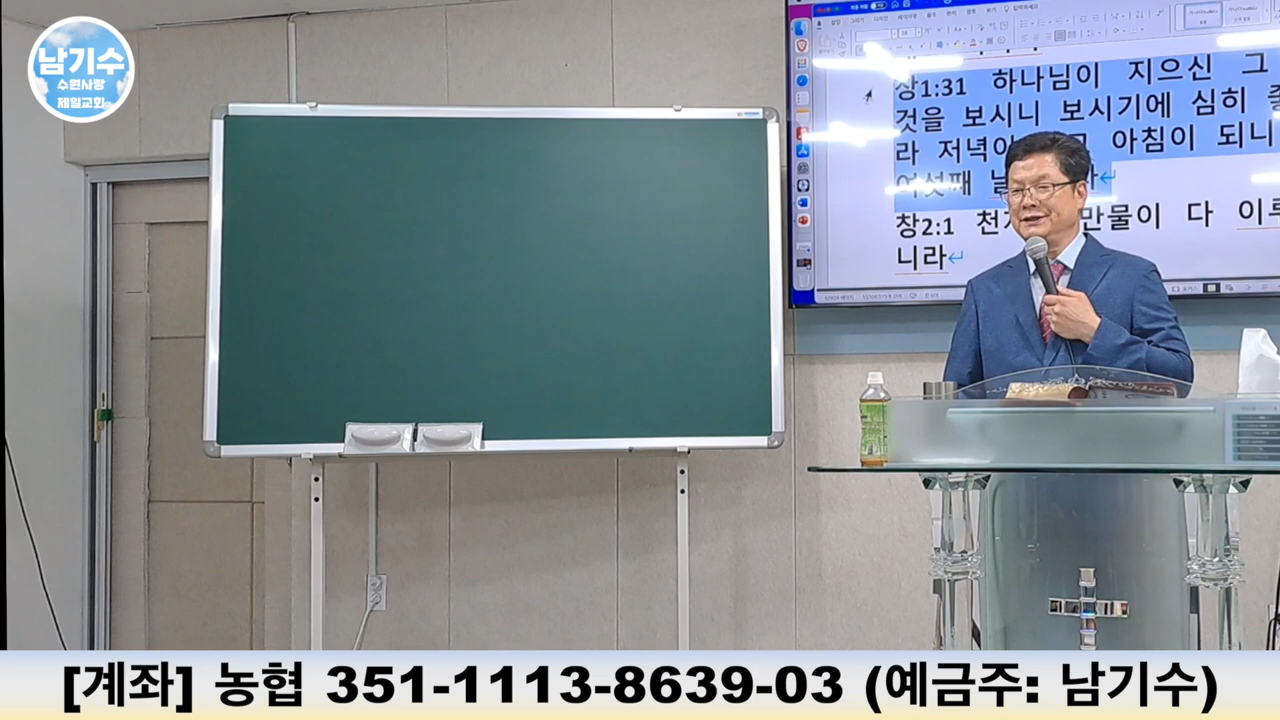 남기수
수원사랑
제일교회
창1:31 하나님이 지으신 그
것을 보시니 보시기에 심히
라 저녁이 아침이 되니
여섯째
창2:1 만물이 다
니라
[계좌] 농협 351-1113-8639-03 (예금주: 남기수)